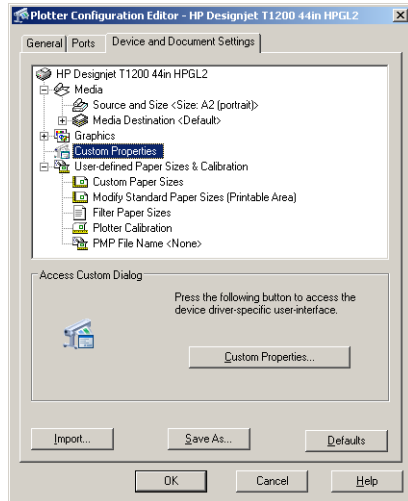 Plotter Configuration Editor - HP Designjet T1200 44in HPGL2
General Ports Device and Document Settings
HP Designjet T1200 44in HPGL2
Media
Source and Size <Size: A2 (portrait)>
Media Destination <Default>
Graphics
Custom Properties
User-defined Paper Sizes & Calibration
Custom Paper Sizes
Modify Standard Paper Sizes (Printable Area)
Filter Paper Sizes
Plotter Calibration
PMP File Name <None>
Access Custom Dialog
Press the following button to access the
device driver-specific user-interface.
Custom Properties...
Import... Save As... Defaults
OK Cancel Help